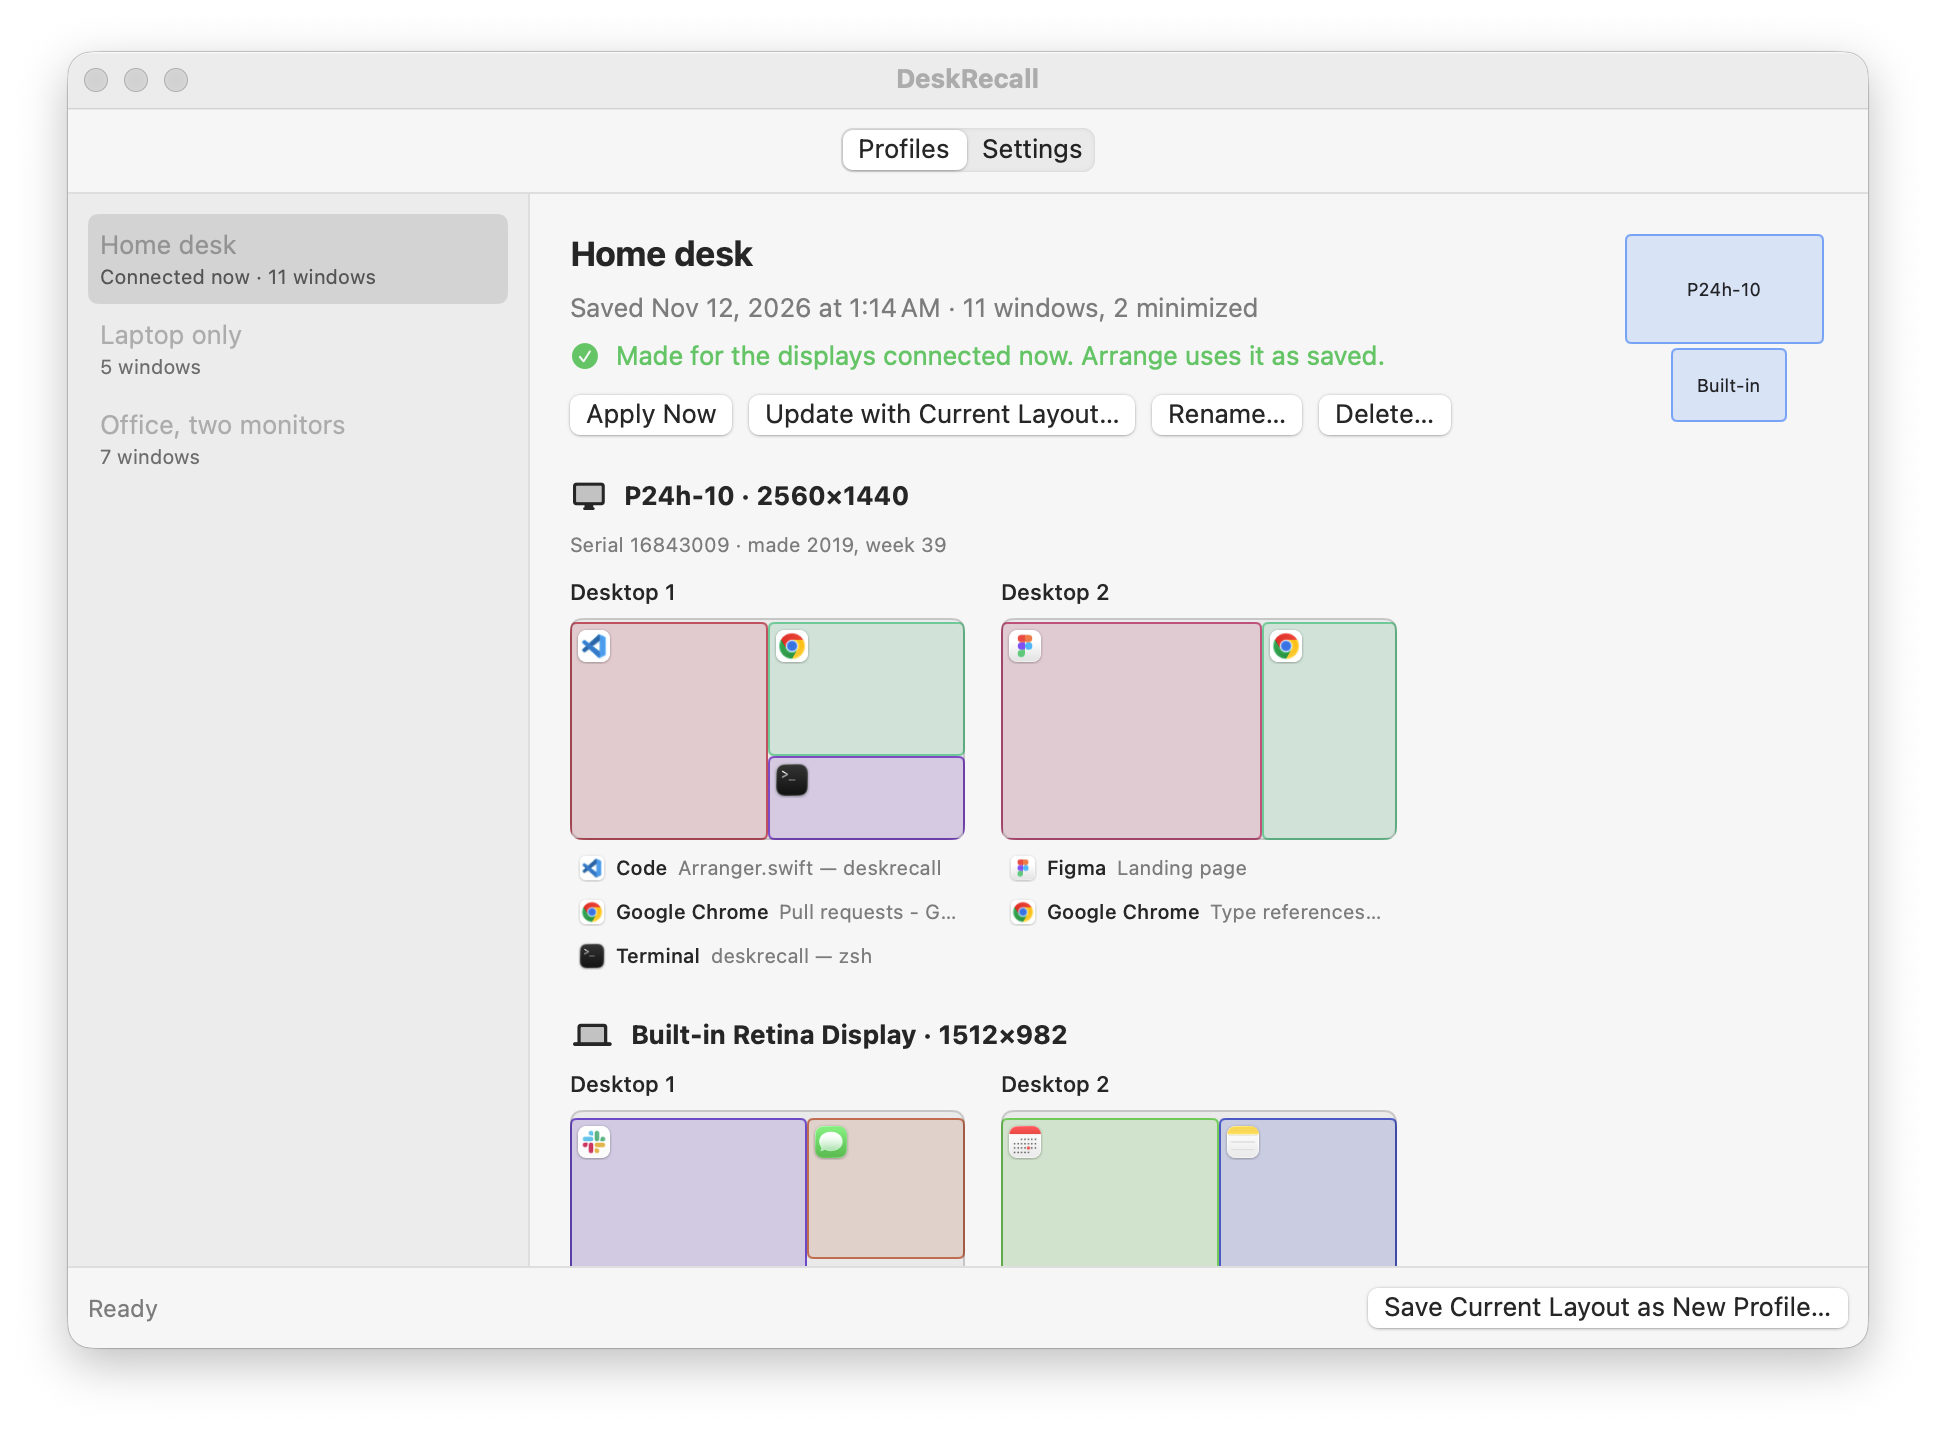 DeskRecall
Profiles Settings
Home desk
Connected now · 11 windows
Laptop only
5 windows
Office, two monitors
7 windows
Home desk
Saved Nov 12, 2026 at 1:14 AM · 11 windows, 2 minimized
Made for the displays connected now. Arrange uses it as saved.
Apply Now Update with Current Layout... Rename... Delete...
P24h-10
Built-in
P24h-10 · 2560×1440
Serial 16843009 · made 2019, week 39
Desktop 1
Code Arranger.swift — deskrecall
Google Chrome Pull requests - G...
Terminal deskrecall — zsh
Desktop 2
Figma Landing page
Google Chrome Type references...
Built-in Retina Display · 1512×982
Desktop 1
Desktop 2
Ready
Save Current Layout as New Profile...